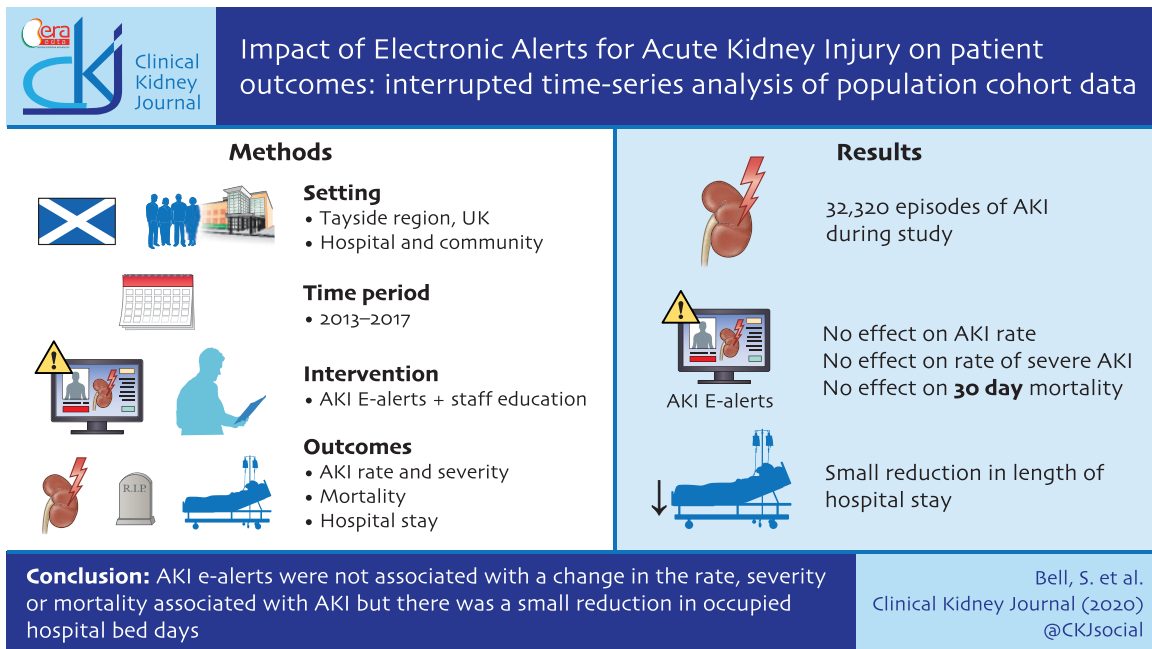 era
edta
ckj
Clinical
Kidney
Journal
Impact of Electronic Alerts for Acute Kidney Injury on patient
outcomes: interrupted time-series analysis of population cohort data
Methods
Setting
• Tayside region, UK
• Hospital and community
Time period
• 2013–2017
Intervention
• AKI E-alerts + staff education
Outcomes
• AKI rate and severity
• Mortality
• Hospital stay
R.I.P
Results
32,320 episodes of AKI
during study
AKI E-alerts
No effect on AKI rate
No effect on rate of severe AKI
No effect on 30 day mortality
Small reduction in length of
hospital stay
Conclusion: AKI e-alerts were not associated with a change in the rate, severity
or mortality associated with AKI but there was a small reduction in occupied
hospital bed days
Bell, S. et al.
Clinical Kidney Journal (2020)
@CKJsocial